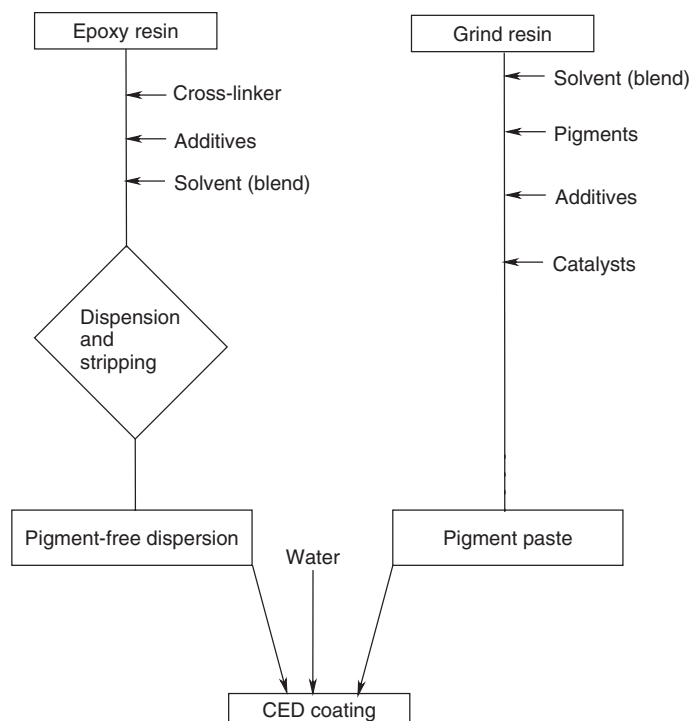 Epoxy resin
Cross-linker
Additives
Solvent (blend)
Dispension
and
stripping
Pigment-free dispersion
Grind resin
Solvent (blend)
Pigments
Additives
Catalysts
Pigment paste
Water
CED coating